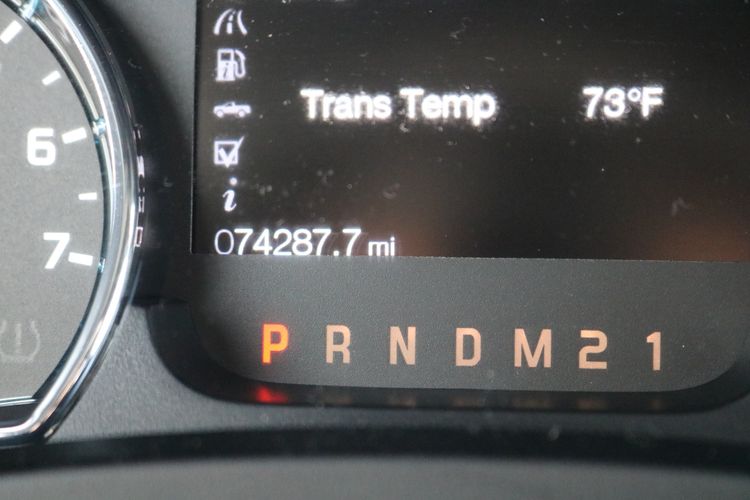 Trans Temp 73°F
6
i
074287.7 mi
7
P R N D M 2 1